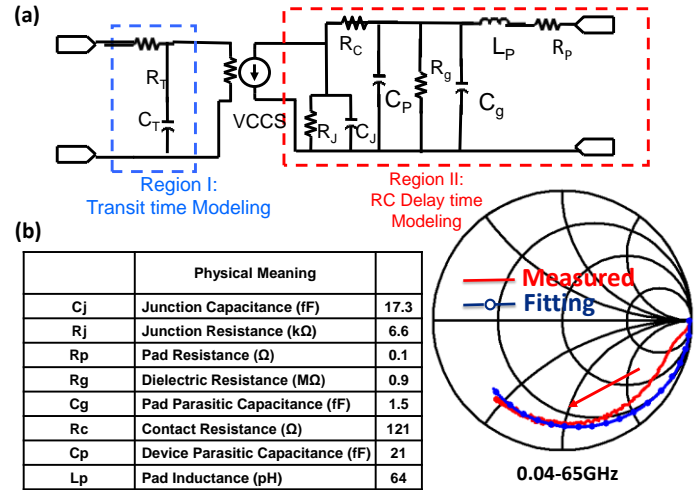 (a)
R_C
L_P
R_P
R_T
C_T
VCCS
R_J
C_J
C_P
R_g
C_g
Region I:
Transit time Modeling
Region II:
RC Delay time
Modeling
(b)
Physical Meaning
Cj Junction Capacitance (fF) 17.3
Rj Junction Resistance (kΩ) 6.6
Rp Pad Resistance (Ω) 0.1
Rg Dielectric Resistance (MΩ) 0.9
Cg Pad Parasitic Capacitance (fF) 1.5
Rc Contact Resistance (Ω) 121
Cp Device Parasitic Capacitance (fF) 21
Lp Pad Inductance (pH) 64
Measured
Fitting
0.04-65GHz